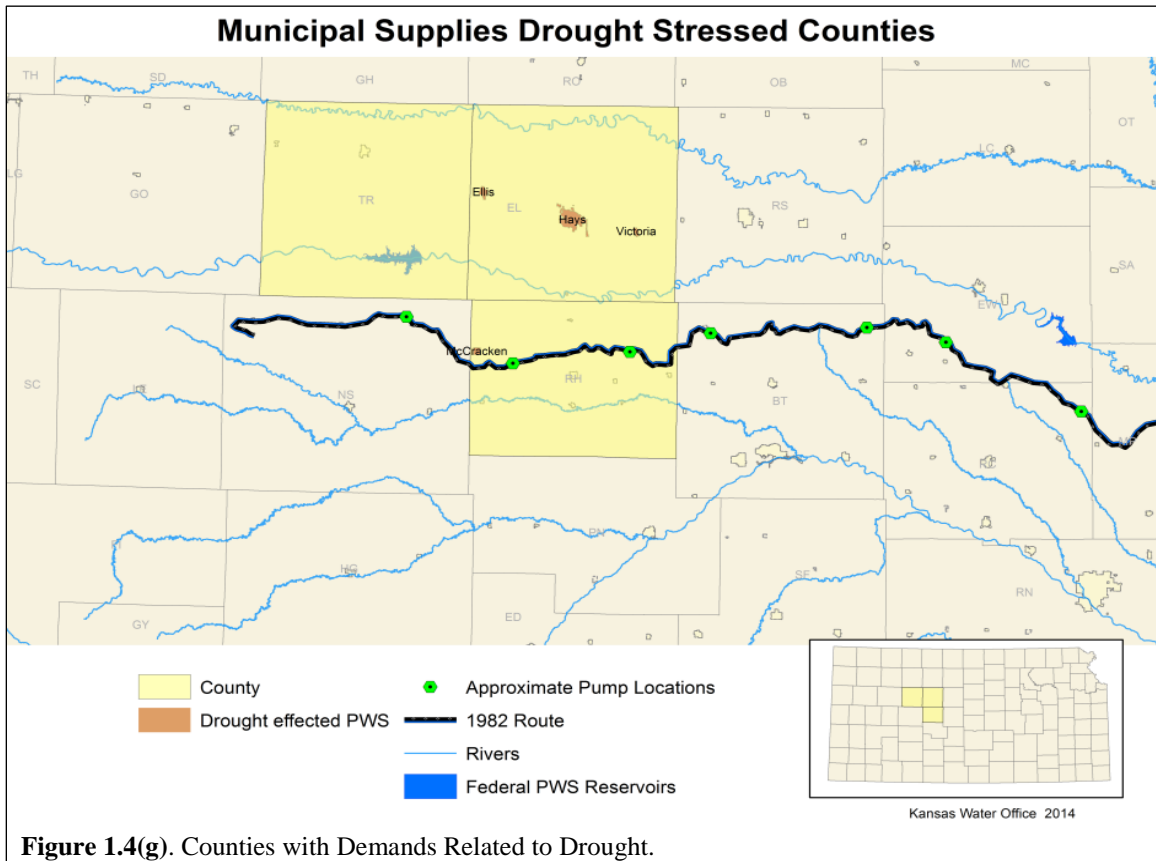 Municipal Supplies Drought Stressed Counties
TH
SD
GH
RO
OB
MC
OT
LC
LG
GO
TR
Ellis
EL
Hays
Victoria
RS
SA
EW
McCracken
SC
LE
NS
RH
BT
RC
MP
FI
HG
PN
SF
RN
GY
ED
County
Drought effected PWS
Approximate Pump Locations
1982 Route
Rivers
Federal PWS Reservoirs
Kansas Water Office 2014
Figure 1.4(g). Counties with Demands Related to Drought.